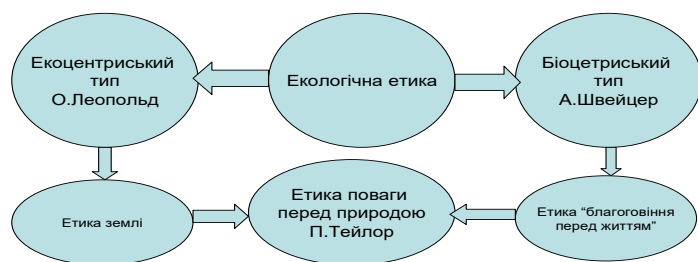 Екоцентриський
тип
О.Леопольд
Екологічна етика
Біоцетриський
тип
А.Швейцер
Етика землі
Етика поваги
перед природою
П.Тейлор
Етика “благоговіння
перед життям”